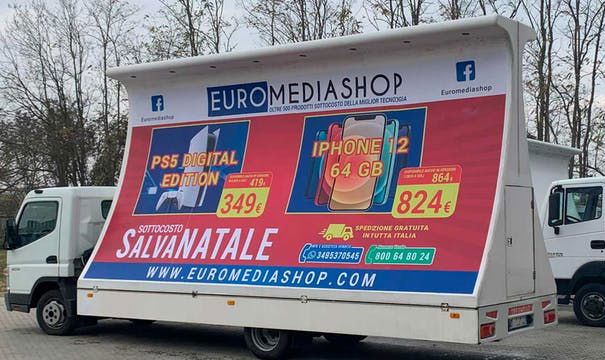 EUROMEDIASHOP
OLTRE 500 PRODOTTI SOTTOCOSTO DELLA MIGLIOR TECNOLOGIA
Euromediashop
Euromediashop
PS5 DIGITAL
EDITION
419€
349€
IPHONE 12
64 GB
864€
824€
SOTTOCOSTO
SALVANATALE
SPEDIZIONE GRATUITA
IN TUTTA ITALIA
3495370545
800 64 80 24
WWW.EUROMEDIASHOP.COM